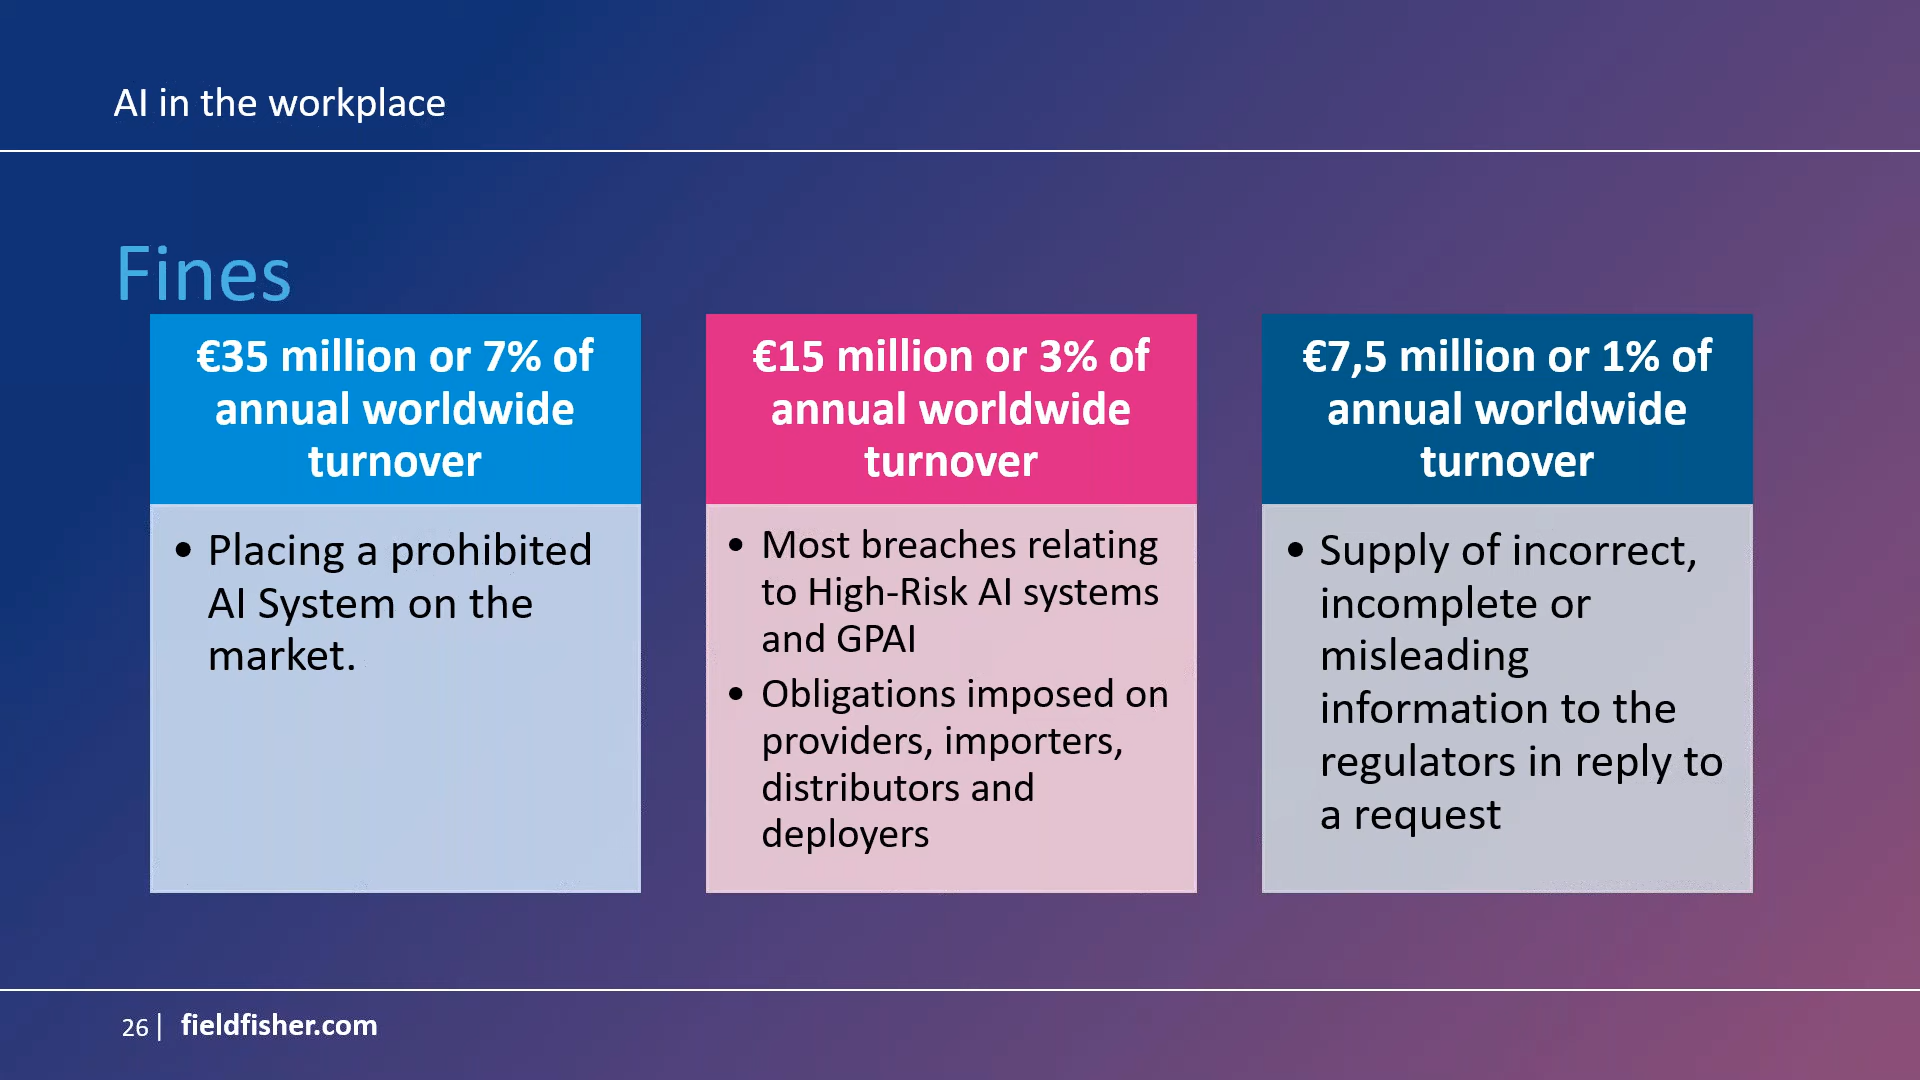 AI in the workplace
Fines
€35 million or 7% of
annual worldwide
turnover
• Placing a prohibited
AI System on the
market.
€15 million or 3% of
annual worldwide
turnover
• Most breaches relating
to High-Risk AI systems
and GPAI
• Obligations imposed on
providers, importers,
distributors and
deployers
€7,5 million or 1% of
annual worldwide
turnover
• Supply of incorrect,
incomplete or
misleading
information to the
regulators in reply to
a request
26 | fieldfisher.com